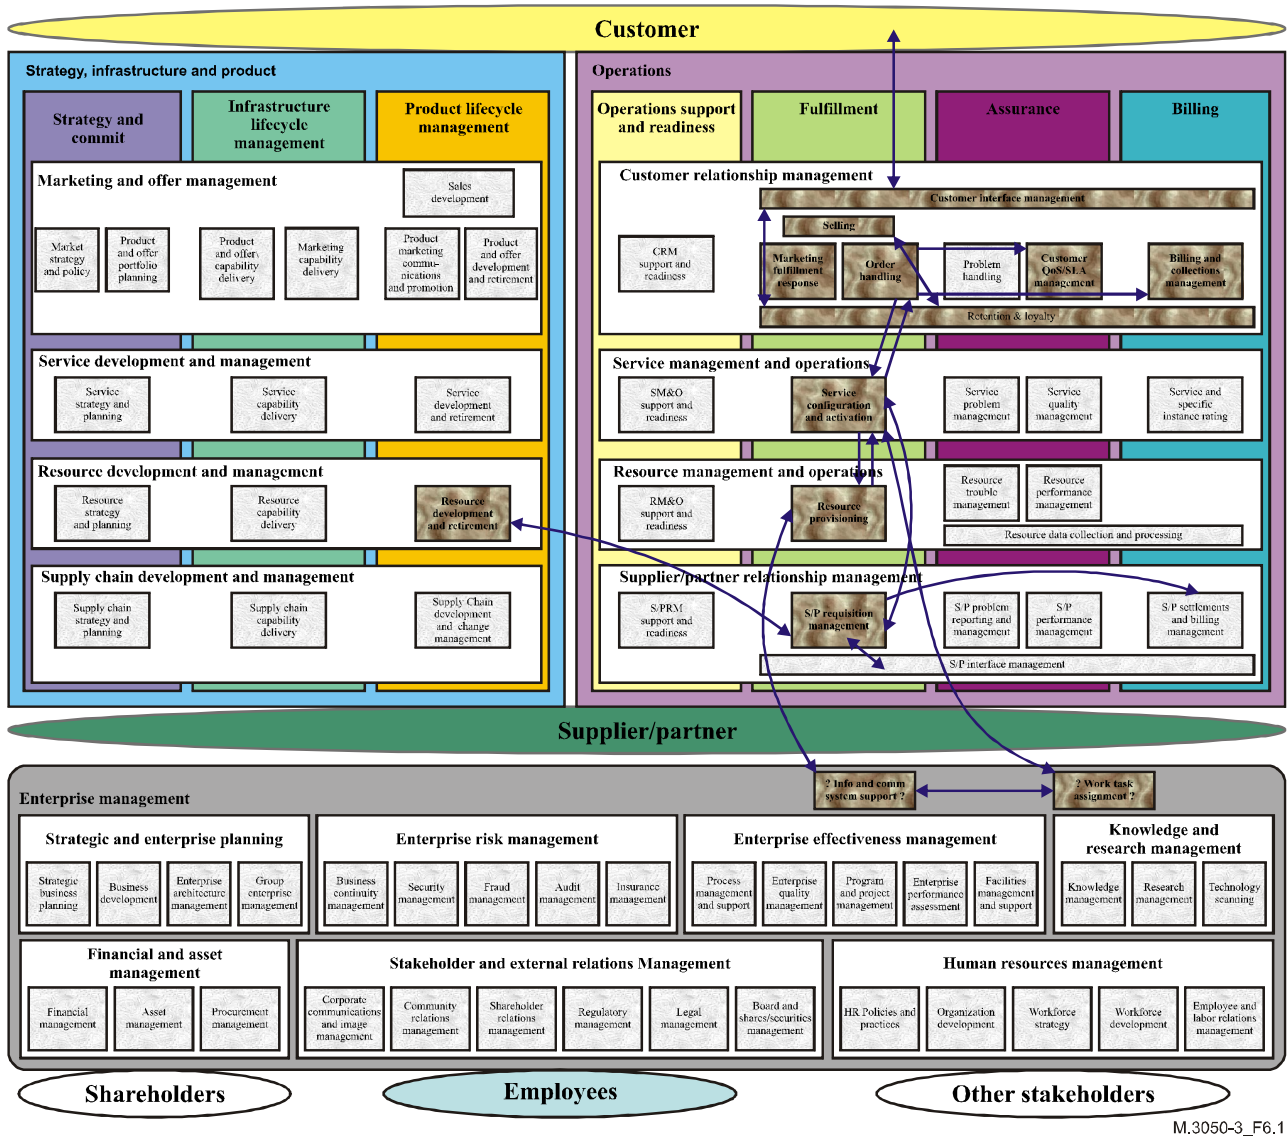 Customer
Strategy, infrastructure and product
Operations
Strategy and
commit
Infrastructure
lifecycle
management
Product lifecycle
management
Operations support
and readiness
Fulfillment
Assurance
Billing
Marketing and offer management
Sales
development
Market
strategy
and policy
Product
and offer
portfolio
planning
Product
and offer
capability
delivery
Marketing
capability
delivery
Product
marketing
commu-
nications
and promotion
Product
and offer
development
and retirement
Customer relationship management
Customer interface management
Selling
CRM
support and
readiness
Marketing
fulfillment
response
Order
handling
Problem
handling
Customer
QoS/SLA
management
Billing and
collections
management
Retention & loyalty
Service development and management
Service
strategy and
planning
Service
capability
delivery
Service
development
and retirement
Service management and operations
SM&O
support and
readiness
Service
configuration
and activation
Service
problem
management
Service
quality
management
Service and
specific
instance rating
Resource development and management
Resource
strategy
and planning
Resource
capability
delivery
Resource
development
and retirement
Resource management and operations
RM&O
support and
readiness
Resource
provisioning
Resource
trouble
management
Resource
performance
management
Resource data collection and processing
Supply chain development and management
Supply chain
strategy and
planning
Supply chain
capability
delivery
Supply Chain
development
and change
management
Supplier/partner relationship management
S/PRM
support and
readiness
S/P requisition
management
S/P problem
reporting and
management
S/P
performance
management
S/P settlements
and billing
management
S/P interface management
Supplier/partner
Enterprise management
? Info and comm
system support ?
? Work task
assignment ?
Strategic and enterprise planning
Strategic
business
planning
Business
development
Enterprise
architecture
management
Group
enterprise
management
Enterprise risk management
Business
continuity
management
Security
management
Fraud
management
Audit
management
Insurance
management
Enterprise effectiveness management
Process
management
and support
Enterprise
quality
management
Program
and project
management
Enterprise
performance
assessment
Facilities
management
and support
Knowledge and
research management
Knowledge
management
Research
management
Technology
scanning
Financial and asset
management
Financial
management
Asset
management
Procurement
management
Stakeholder and external relations Management
Corporate
communications
and image
management
Community
relations
management
Shareholder
relations
management
Regulatory
management
Legal
management
Board and
shares/securities
management
Human resources management
HR Policies and
practices
Organization
development
Workforce
strategy
Workforce
development
Employee and
labor relations
management
Shareholders
Employees
Other stakeholders
M.3050-3_F6.1